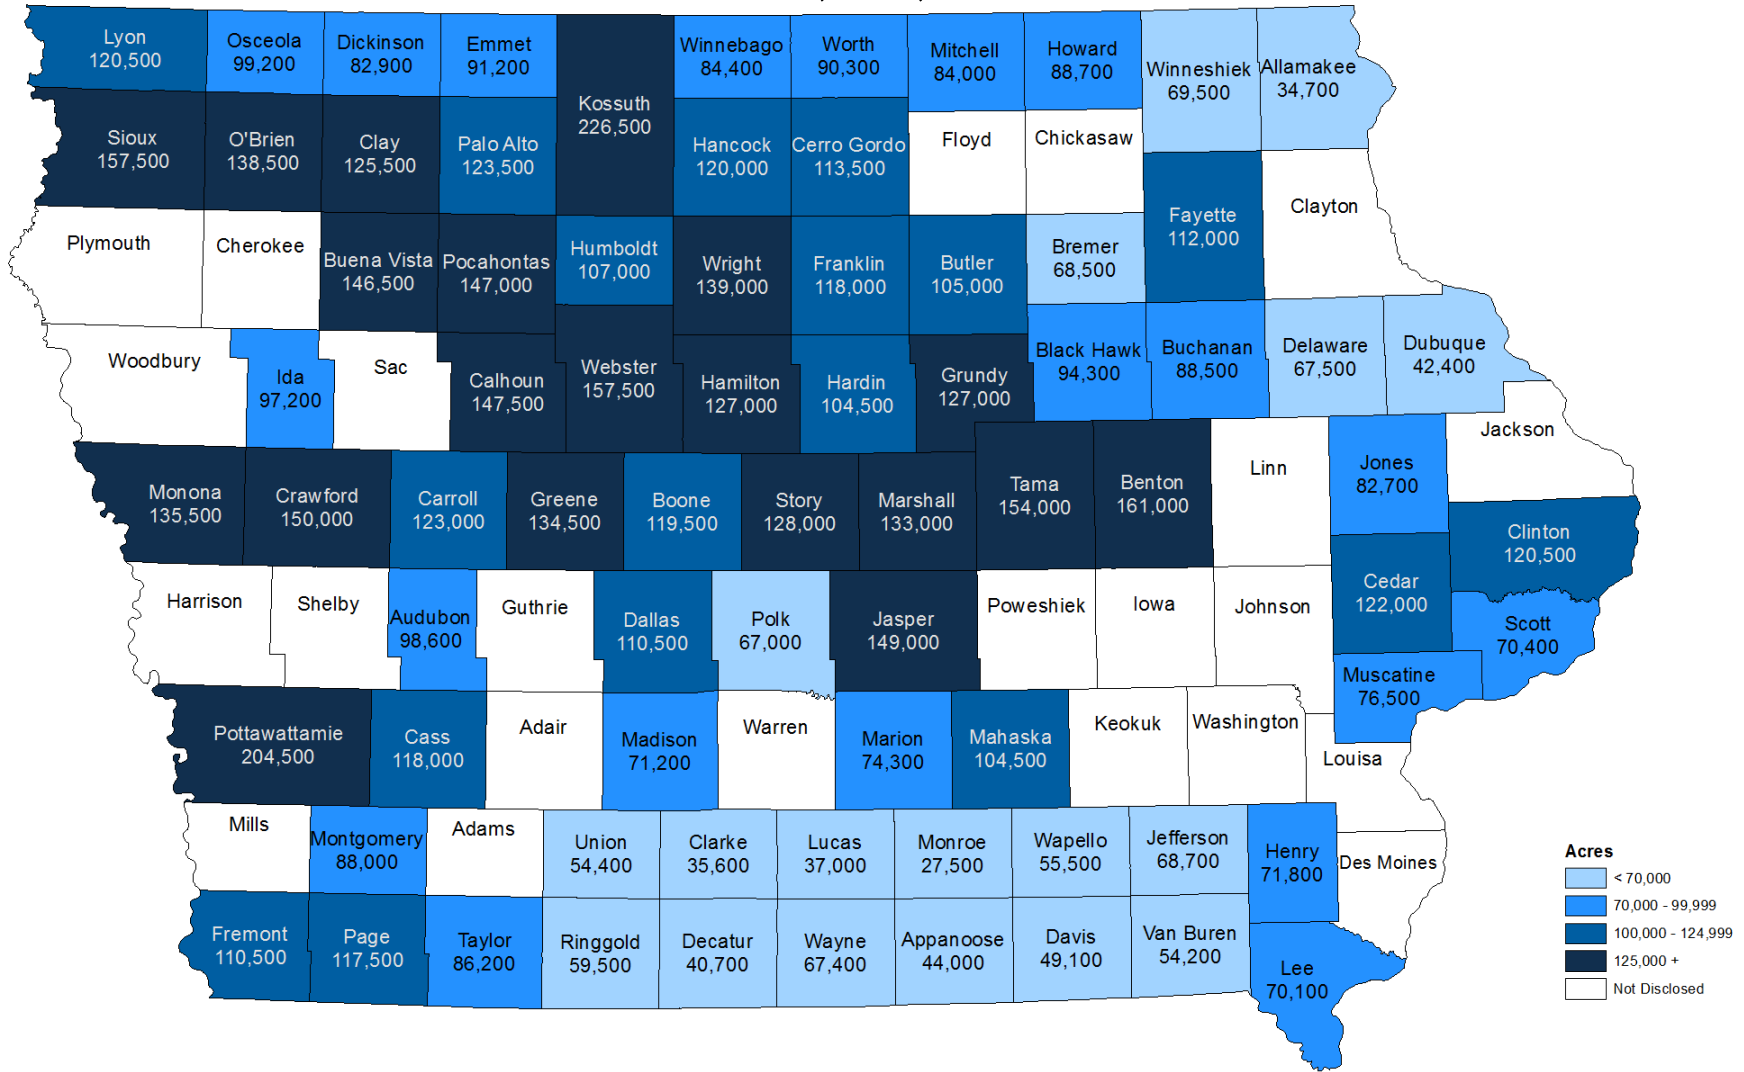 Lyon
120,500
Osceola
99,200
Dickinson
82,900
Emmet
91,200
Kossuth
226,500
Winnebago
84,400
Worth
90,300
Mitchell
84,000
Howard
88,700
Winneshiek
69,500
Allamakee
34,700
Sioux
157,500
O'Brien
138,500
Clay
125,500
Palo Alto
123,500
Hancock
120,000
Cerro Gordo
113,500
Floyd
Chickasaw
Fayette
112,000
Clayton
Plymouth
Cherokee
Buena Vista
146,500
Pocahontas
147,000
Humboldt
107,000
Wright
139,000
Franklin
118,000
Butler
105,000
Bremer
68,500
Woodbury
Ida
97,200
Sac
Calhoun
147,500
Webster
157,500
Hamilton
127,000
Hardin
104,500
Grundy
127,000
Black Hawk
94,300
Buchanan
88,500
Delaware
67,500
Dubuque
42,400
Monona
135,500
Crawford
150,000
Carroll
123,000
Greene
134,500
Boone
119,500
Story
128,000
Marshall
133,000
Tama
154,000
Benton
161,000
Linn
Jones
82,700
Jackson
Clinton
120,500
Harrison
Shelby
Audubon
98,600
Guthrie
Dallas
110,500
Polk
67,000
Jasper
149,000
Poweshiek
Iowa
Johnson
Cedar
122,000
Scott
70,400
Muscatine
76,500
Pottawattamie
204,500
Cass
118,000
Adair
Madison
71,200
Warren
Marion
74,300
Mahaska
104,500
Keokuk
Washington
Louisa
Mills
Montgomery
88,000
Adams
Union
54,400
Clarke
35,600
Lucas
37,000
Monroe
27,500
Wapello
55,500
Jefferson
68,700
Henry
71,800
Des Moines
Fremont
110,500
Page
117,500
Taylor
86,200
Ringgold
59,500
Decatur
40,700
Wayne
67,400
Appanoose
44,000
Davis
49,100
Van Buren
54,200
Lee
70,100
Acres
< 70,000
70,000 - 99,999
100,000 - 124,999
125,000 +
Not Disclosed